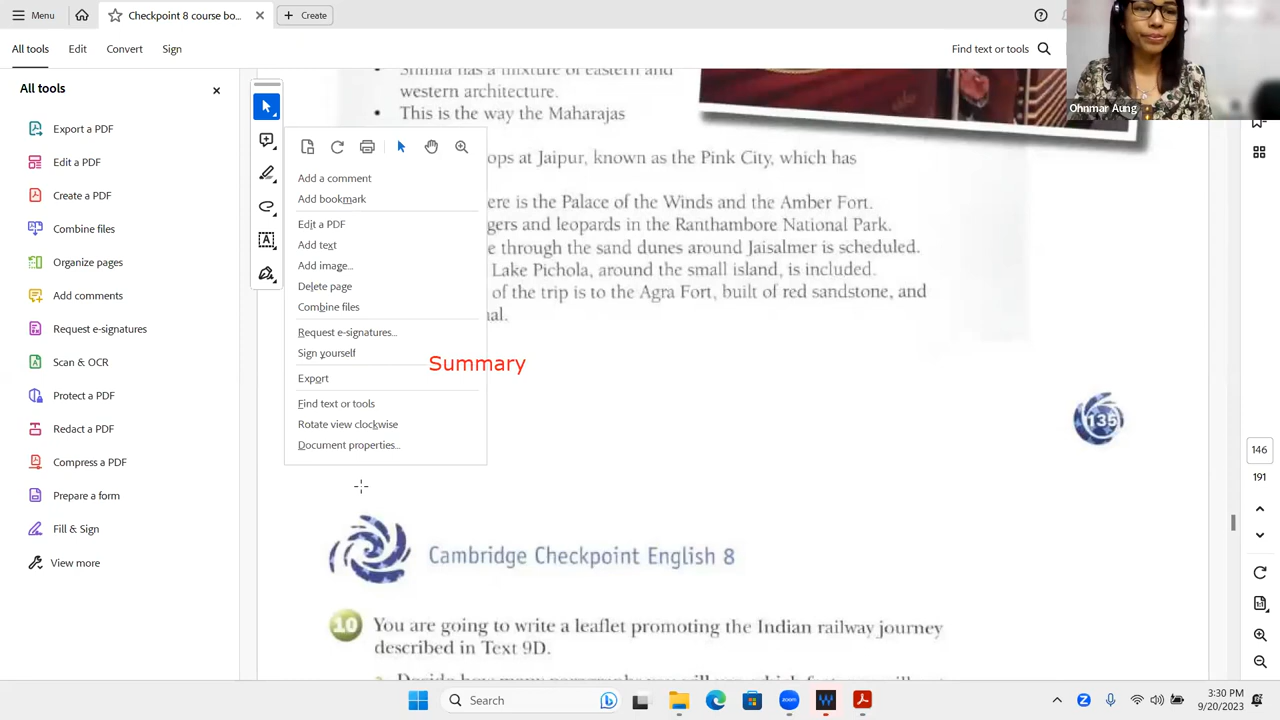 Menu
Checkpoint 8 course bo...
Create
All tools
Edit
Convert
Sign
Find text or tools
Ohnmar Aung
All tools
Export a PDF
Edit a PDF
Create a PDF
Combine files
Organize pages
Add comments
Request e-signatures
Scan & OCR
Protect a PDF
Redact a PDF
Compress a PDF
Prepare a form
Fill & Sign
View more
Add a comment
Add bookmark
Edit a PDF
Add text
Add image...
Delete page
Combine files
Request e-signatures...
Sign yourself
Export
Find text or tools
Rotate view clockwise
Document properties...
• Shimla has a mixture of eastern and
western architecture.
• This is the way the Maharajas
ops at Jaipur, known as the Pink City, which has
ere is the Palace of the Winds and the Amber Fort.
gers and leopards in the Ranthambore National Park.
e through the sand dunes around Jaisalmer is scheduled.
Lake Pichola, around the small island, is included.
of the trip is to the Agra Fort, built of red sandstone, and
al.
Summary
135
Cambridge Checkpoint English 8
10 You are going to write a leaflet promoting the Indian railway journey
described in Text 9D.
146
191
Search
3:30 PM
9/20/2023